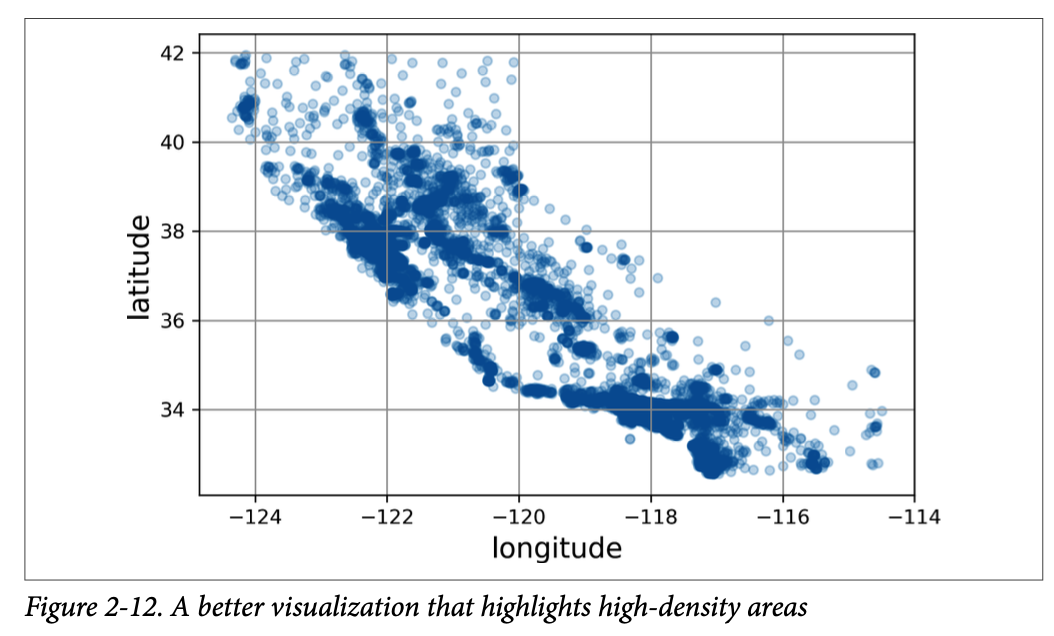 42
40
38
36
34
latitude
−124 −122 −120 −118 −116 −114
longitude
Figure 2-12. A better visualization that highlights high-density areas